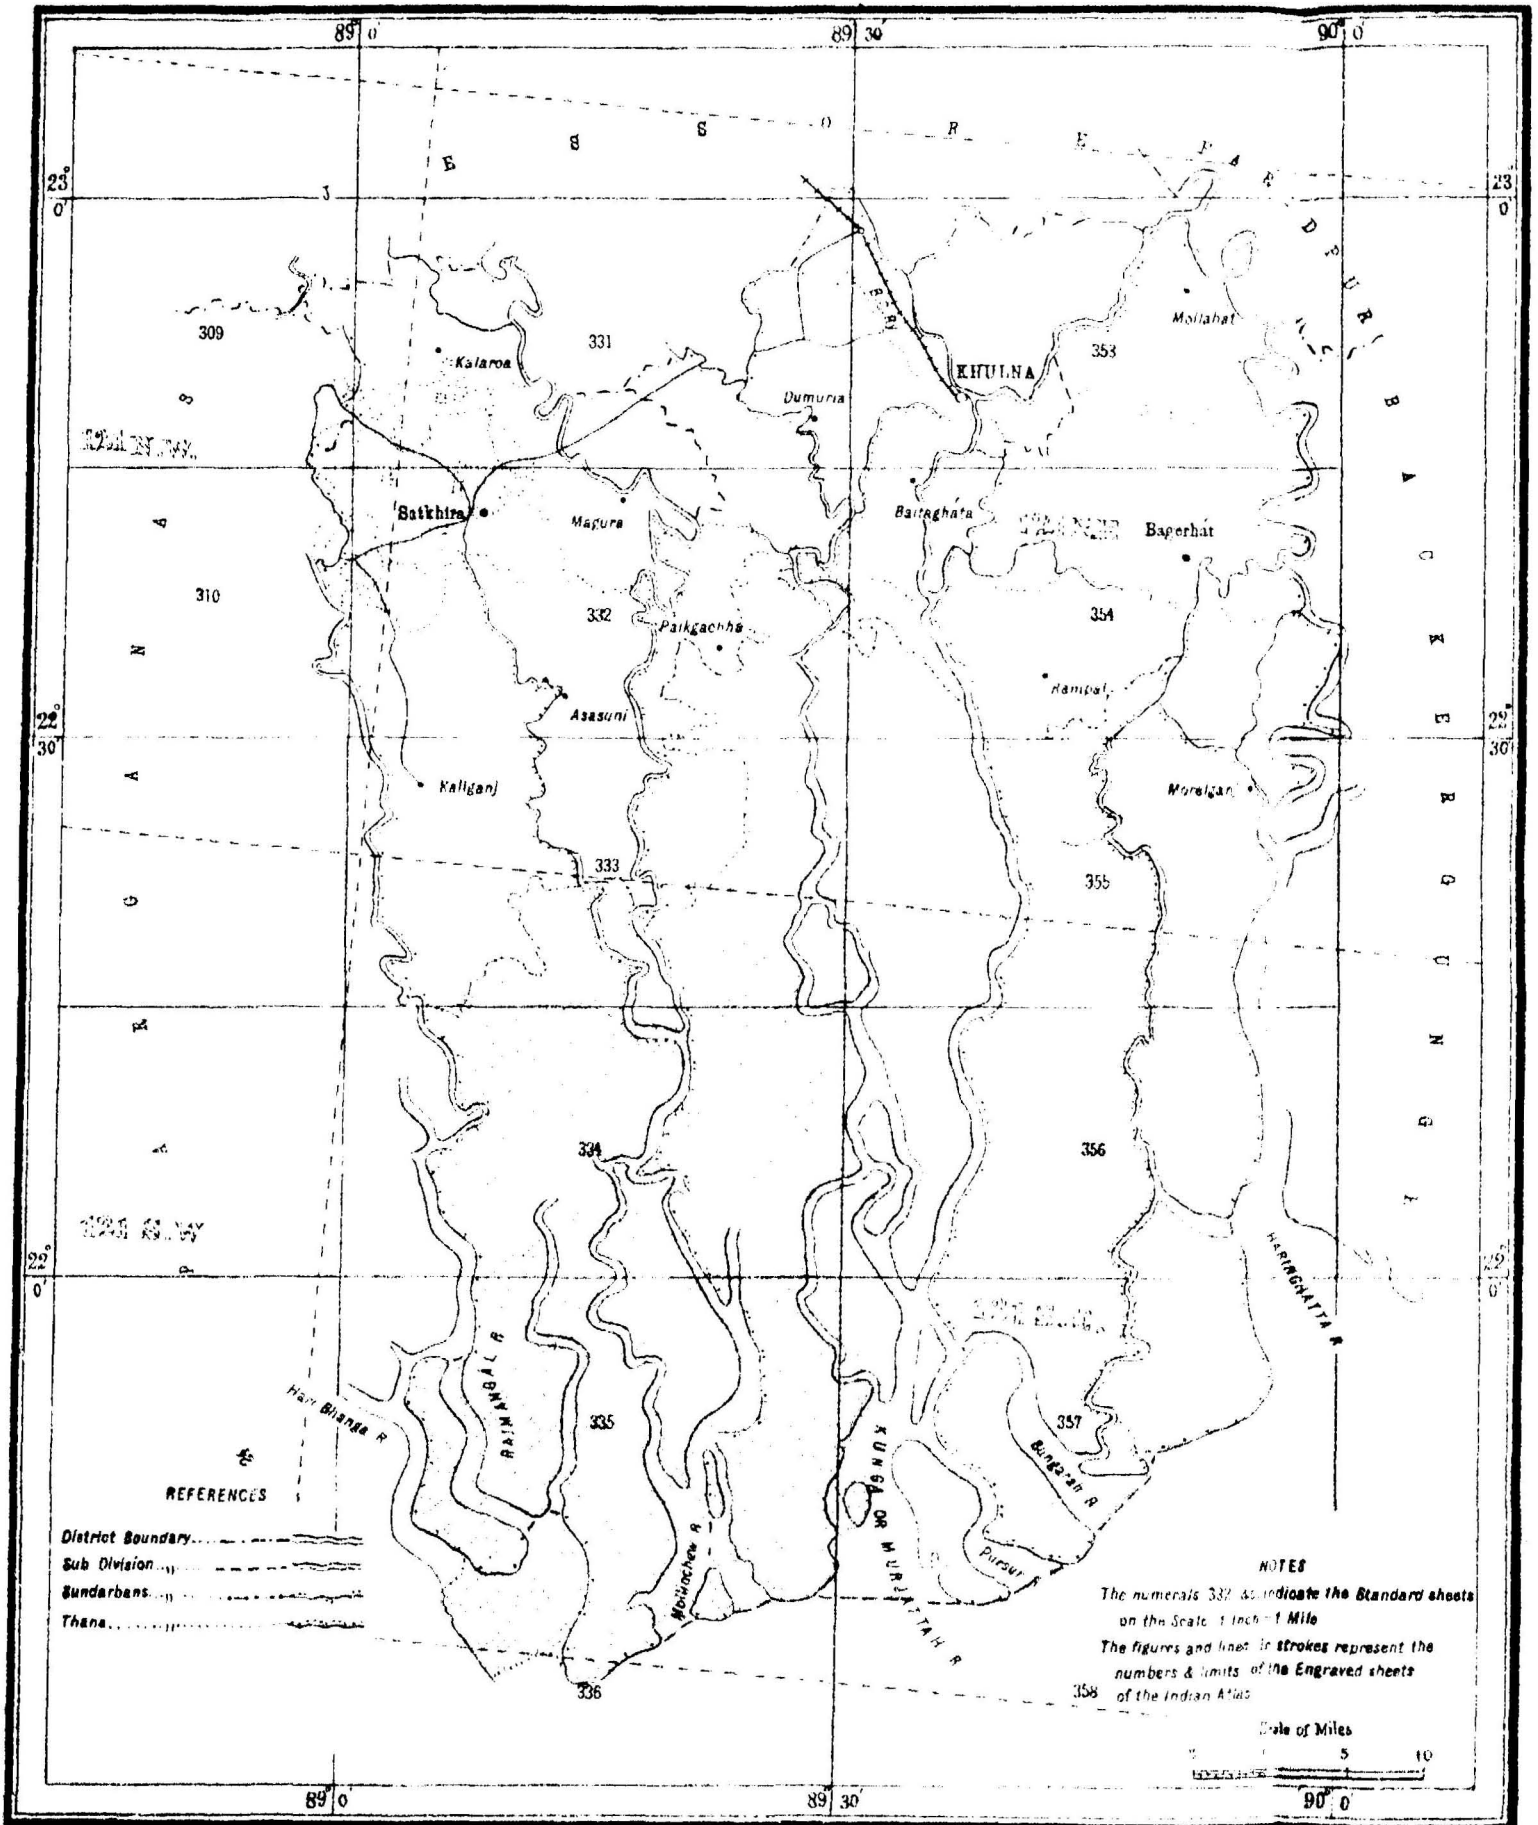 89° 0' 89° 30' 90° 0'
J E S S O R E
F A R I D P U R
23° 0' 23° 0'
309 331 353
Mollahat
Kalaroa
KHULNA
Dumuria
121 N.W.
Satkhira
Magura
Baitaghata
Bagerhat
310 332 354
Paikgachha
Rampal
Asasuni
22° 30' 22° 30'
Kaliganj
Morelganj
333 355
B A C K E R G U N G E
P A R G A N A S
334 356
HARINGHATTA R
22° 0' 22° 0'
RAIMANGAL R
Hari Bhanga R
335 357
KUNGA OR MURJATTAH R
Bungarah R
Pursur R
REFERENCES
District Boundary
Sub Division "
Sundarbans "
Thana "
NOTES
The numerals 332 &c. indicate the Standard sheets
on the Scale 1 inch = 1 Mile
The figures and lines in strokes represent the
numbers & limits of the Engraved sheets
of the Indian Atlas
336 358
Scale of Miles
5 10
89° 0' 89° 30' 90° 0'